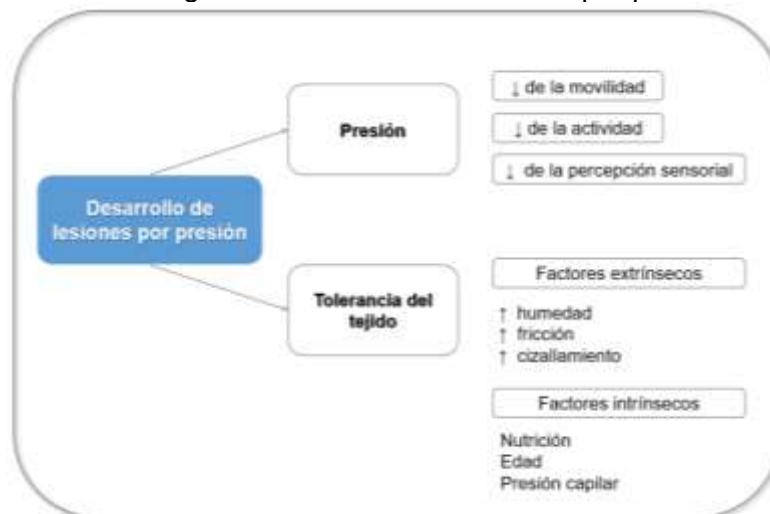 Presión
↓ de la movilidad
↓ de la actividad
↓ de la percepción sensorial
Desarrollo de
lesiones por presión
Tolerancia del
tejido
Factores extrínsecos
↑ humedad
↑ fricción
↑ cizallamiento
Factores intrínsecos
Nutrición
Edad
Presión capilar